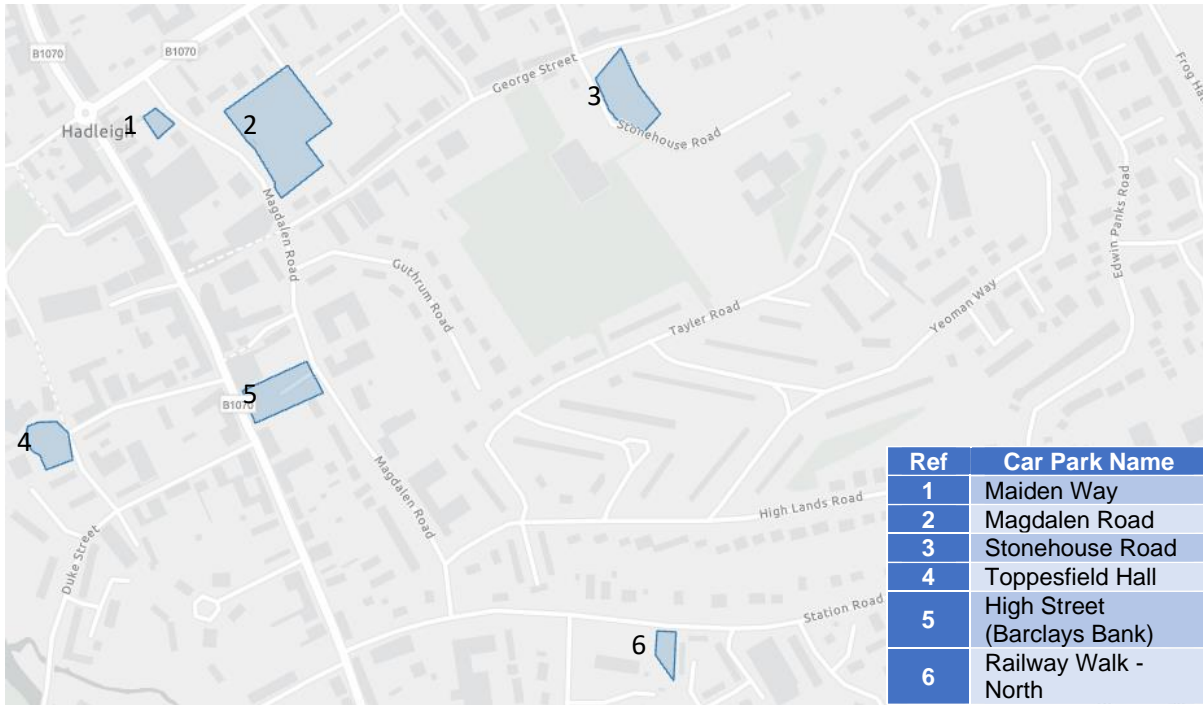 B1070
B1070
George Street
Frog Ha
1
2
3
Hadleigh
Stonehouse Road
Magdalen Road
Guthrum Road
Edwin Panks Road
Tayler Road
Yeoman Way
5
B1070
4
Magdalen Road
High Lands Road
Duke Street
Station Road
6
Ref Car Park Name
1 Maiden Way
2 Magdalen Road
3 Stonehouse Road
4 Toppesfield Hall
5 High Street
(Barclays Bank)
6 Railway Walk -
North